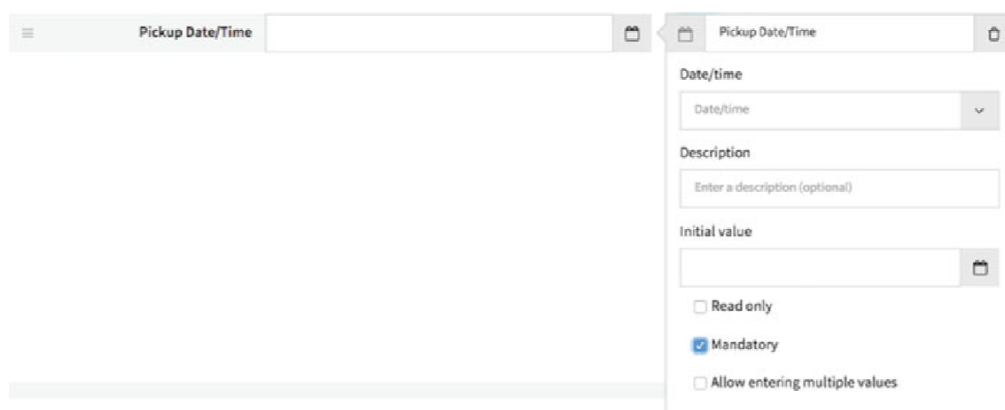 Pickup Date/Time
Pickup Date/Time
Date/time
Date/time
Description
Enter a description (optional)
Initial value
Read only
Mandatory
Allow entering multiple values